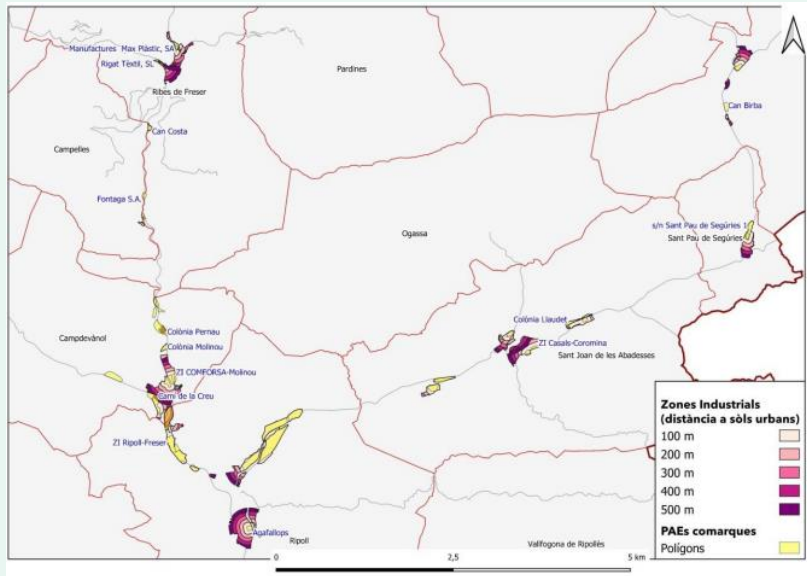 Manufactures Max Plàstic, SA
Rigat Tèxtil, SL
Ribes de Freser
Pardines
Can Birba
Can Costa
Campelles
Fontaga S.A.
s/n Sant Pau de Segúries 1
Sant Pau de Segúries
Ogassa
Colònia Llaudet
Colònia Pernau
Campdevànol
Colònia Molinou
ZI Casals-Coromina
Sant Joan de les Abadesses
ZI COMFORSA-Molinou
Camí de la Creu
ZI Ripoll-Freser
Agafallops
Ripoll
Vallfogona de Ripollès
Zones Industrials
(distància a sòls urbans)
100 m
200 m
300 m
400 m
500 m
PAEs comarques
Polígons
0 2,5 5 km